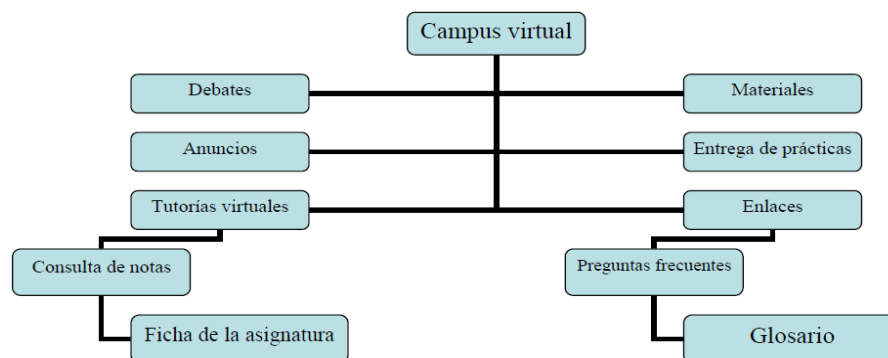 Campus virtual
Debates
Materiales
Anuncios
Entrega de prácticas
Tutorías virtuales
Enlaces
Consulta de notas
Preguntas frecuentes
Ficha de la asignatura
Glosario